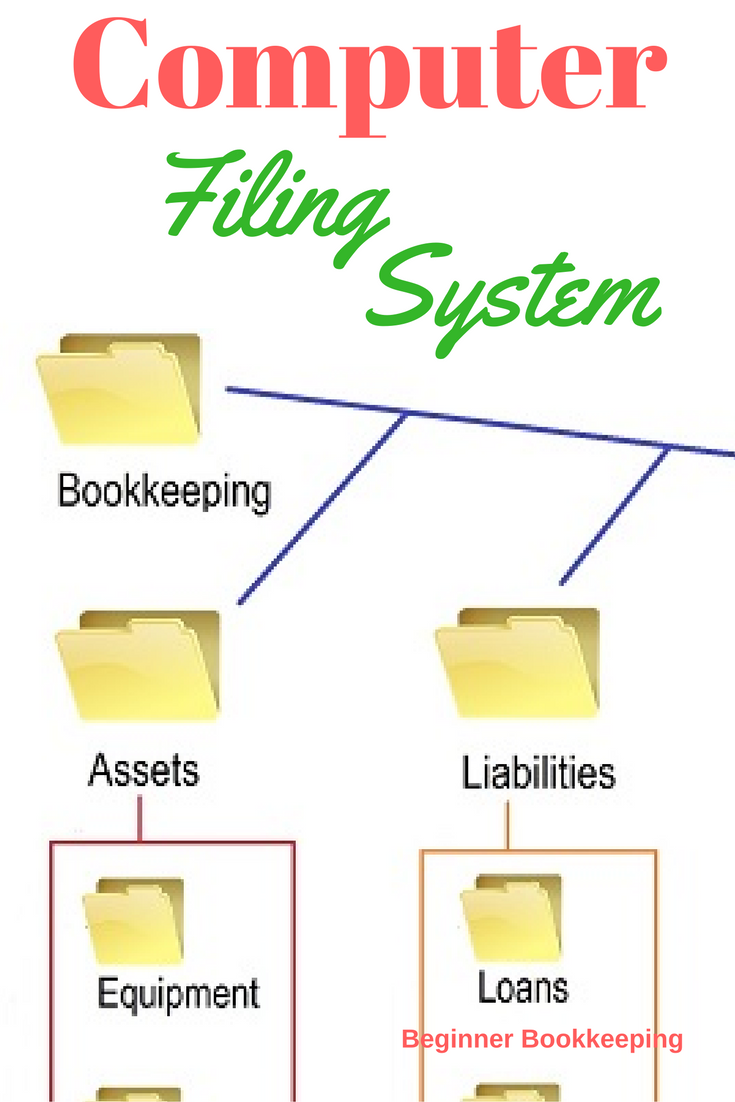 Computer
Filing
System
Bookkeeping
Assets
Liabilities
Equipment
Loans
Beginner Bookkeeping